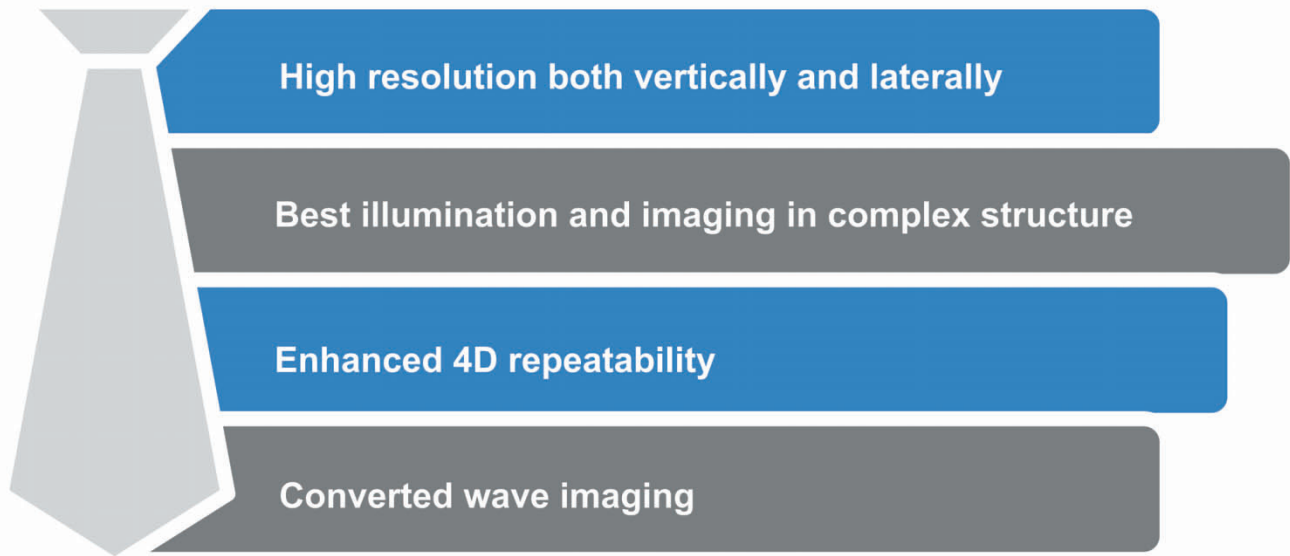 High resolution both vertically and laterally
Best illumination and imaging in complex structure
Enhanced 4D repeatability
Converted wave imaging